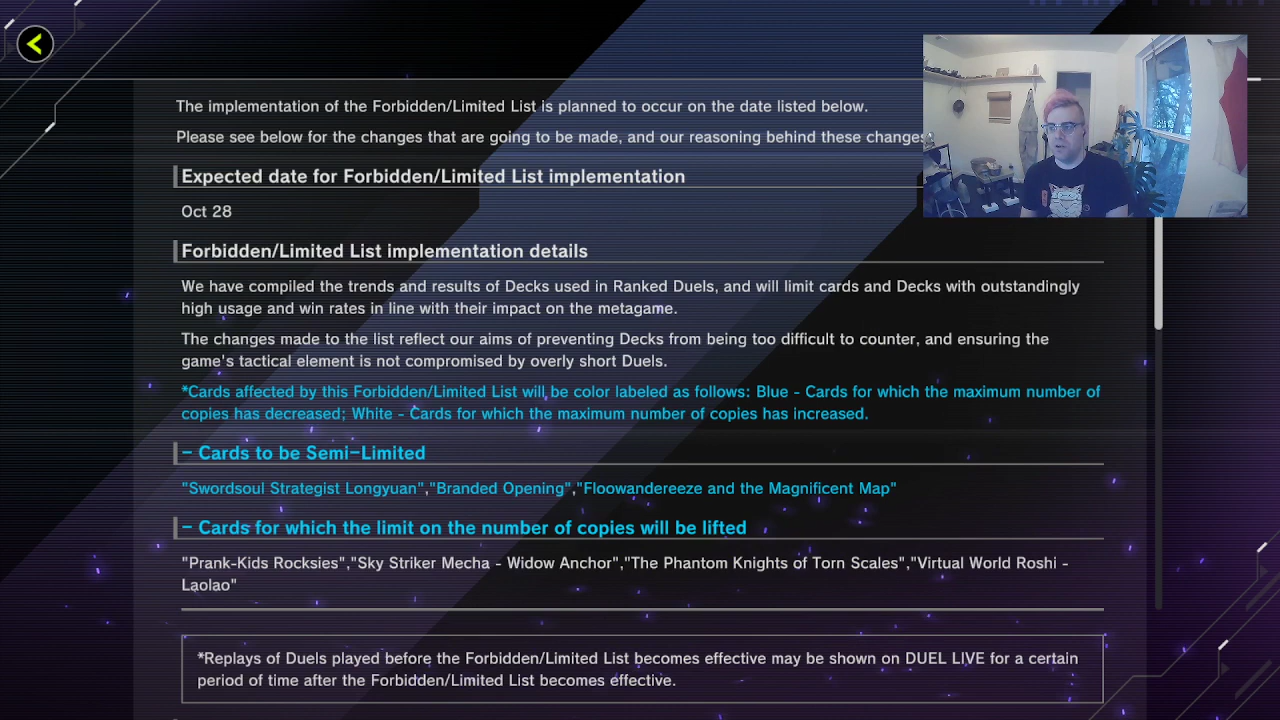 The implementation of the Forbidden/Limited List is planned to occur on the date listed below.
Please see below for the changes that are going to be made, and our reasoning behind these changes
Expected date for Forbidden/Limited List implementation
Oct 28
Forbidden/Limited List implementation details
We have compiled the trends and results of Decks used in Ranked Duels, and will limit cards and Decks with outstandingly
high usage and win rates in line with their impact on the metagame.
The changes made to the list reflect our aims of preventing Decks from being too difficult to counter, and ensuring the
game's tactical element is not compromised by overly short Duels.
*Cards affected by this Forbidden/Limited List will be color labeled as follows: Blue - Cards for which the maximum number of
copies has decreased; White - Cards for which the maximum number of copies has increased.
- Cards to be Semi-Limited
"Swordsoul Strategist Longyuan","Branded Opening","Floowandereeze and the Magnificent Map"
- Cards for which the limit on the number of copies will be lifted
"Prank-Kids Rocksies","Sky Striker Mecha - Widow Anchor","The Phantom Knights of Torn Scales","Virtual World Roshi -
Laolao"
*Replays of Duels played before the Forbidden/Limited List becomes effective may be shown on DUEL LIVE for a certain
period of time after the Forbidden/Limited List becomes effective.